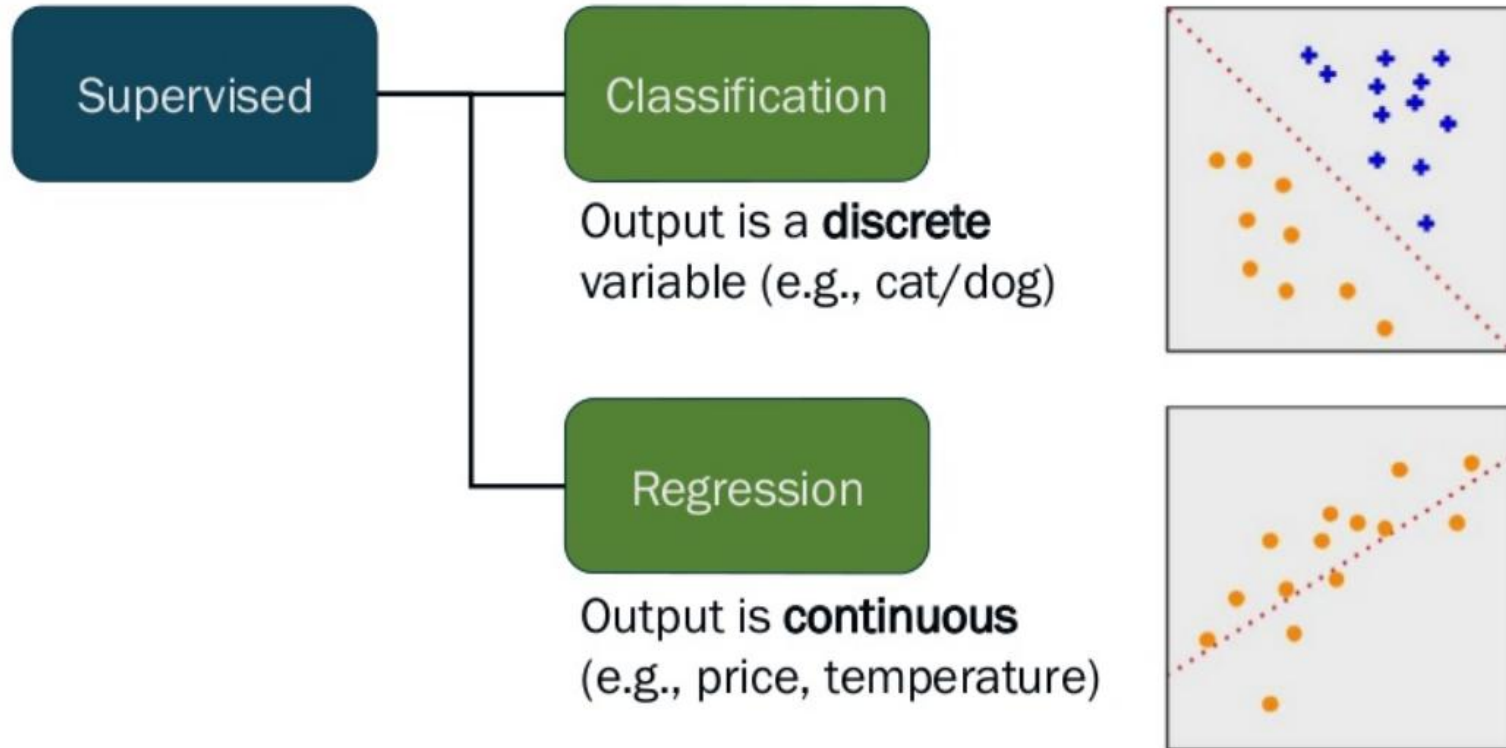 Supervised
Classification
Output is a discrete
variable (e.g., cat/dog)
Regression
Output is continuous
(e.g., price, temperature)